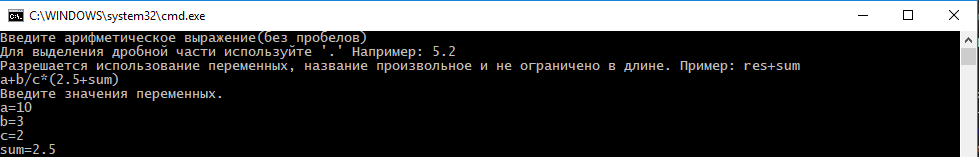 C:\WINDOWS\system32\cmd.exe
Введите арифметическое выражение(без пробелов)
Для выделения дробной части используйте '.' Например: 5.2
Разрешается использование переменных, название произвольное и не ограничено в длине. Пример: res+sum
a+b/c*(2.5+sum)
Введите значения переменных.
a=10
b=3
c=2
sum=2.5